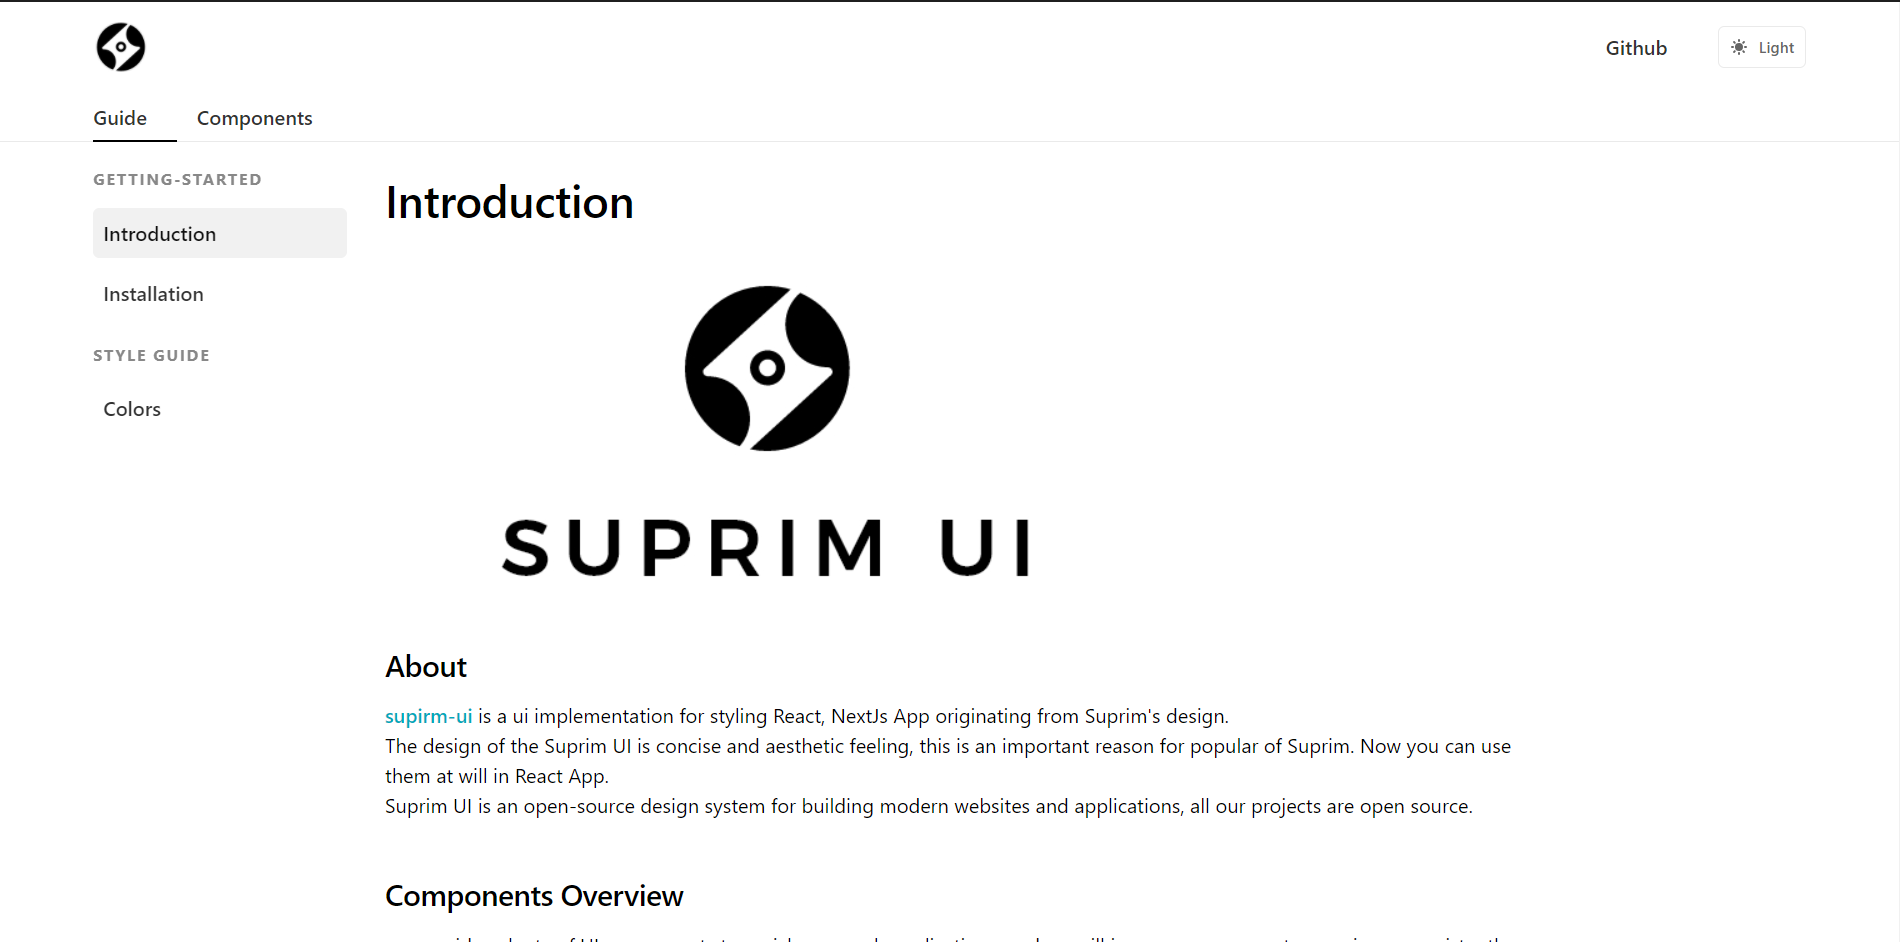 Github
Light
Guide
Components
GETTING-STARTED
Introduction
Installation
STYLE GUIDE
Colors
Introduction
SUPRIM UI
About
supirm-ui is a ui implementation for styling React, NextJs App originating from Suprim's design.
The design of the Suprim UI is concise and aesthetic feeling, this is an important reason for popular of Suprim. Now you can use
them at will in React App.
Suprim UI is an open-source design system for building modern websites and applications, all our projects are open source.
Components Overview